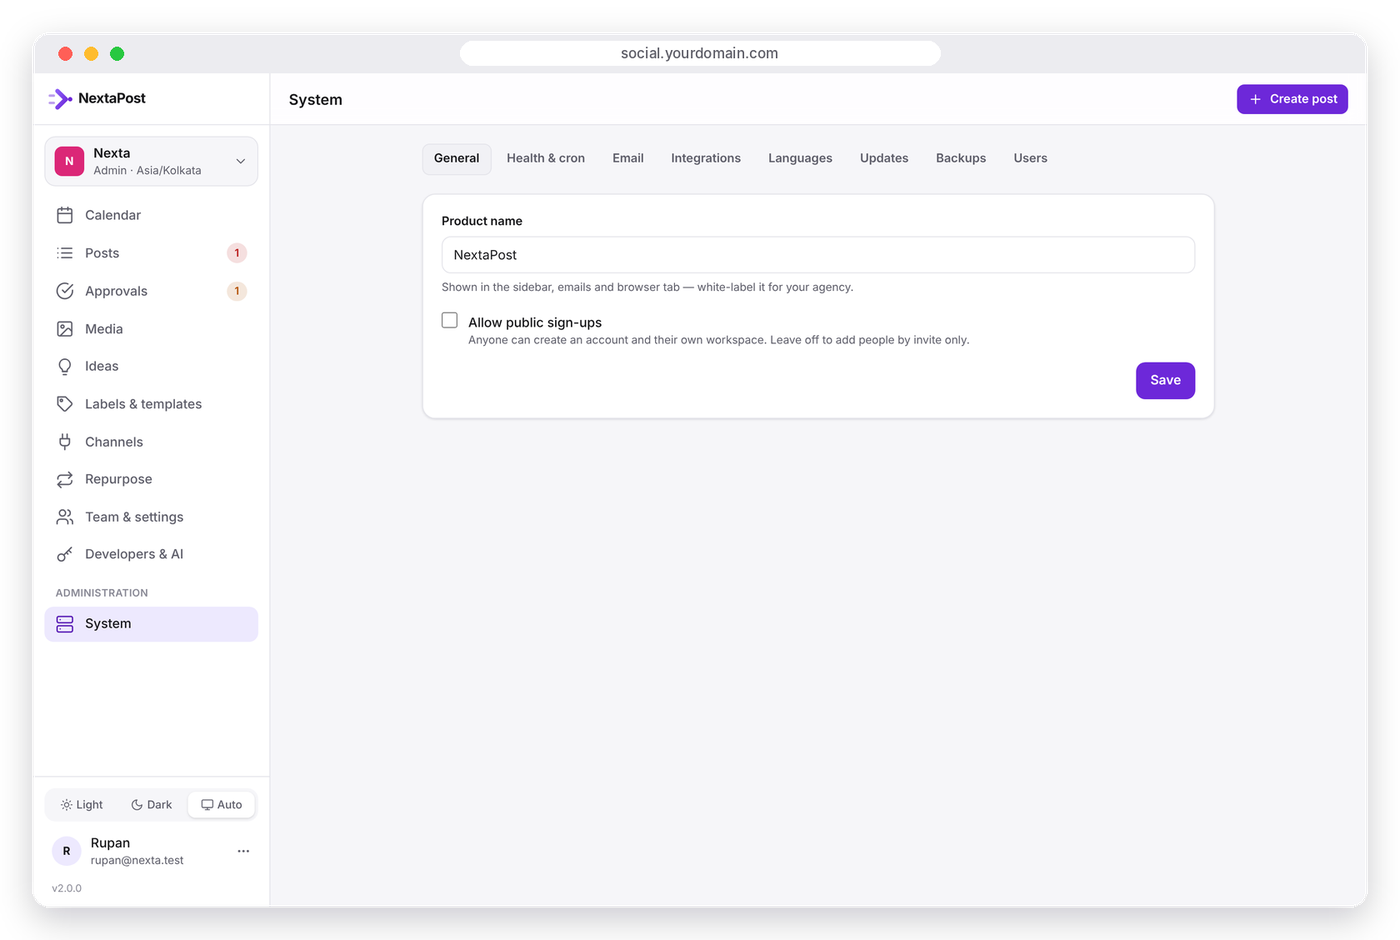 social.yourdomain.com
NextaPost
System
+ Create post
N
Nexta
Admin · Asia/Kolkata
Calendar
Posts 1
Approvals 1
Media
Ideas
Labels & templates
Channels
Repurpose
Team & settings
Developers & AI
ADMINISTRATION
System
Light Dark Auto
R
Rupan
rupan@nexta.test
v2.0.0
General Health & cron Email Integrations Languages Updates Backups Users
Product name
NextaPost
Shown in the sidebar, emails and browser tab — white-label it for your agency.
Allow public sign-ups
Anyone can create an account and their own workspace. Leave off to add people by invite only.
Save